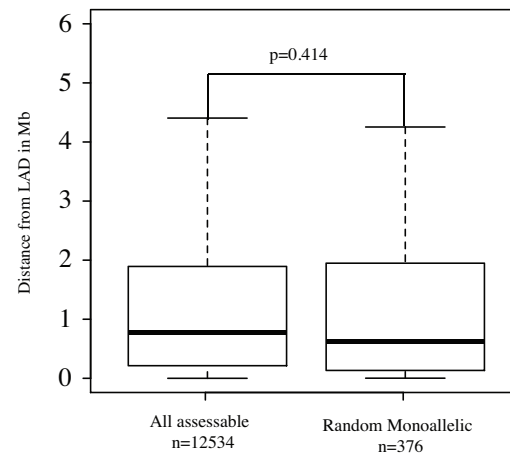 p=0.414
Distance from LAD in Mb
6
5
4
3
2
1
0
All assessable
n=12534
Random Monoallelic
n=376